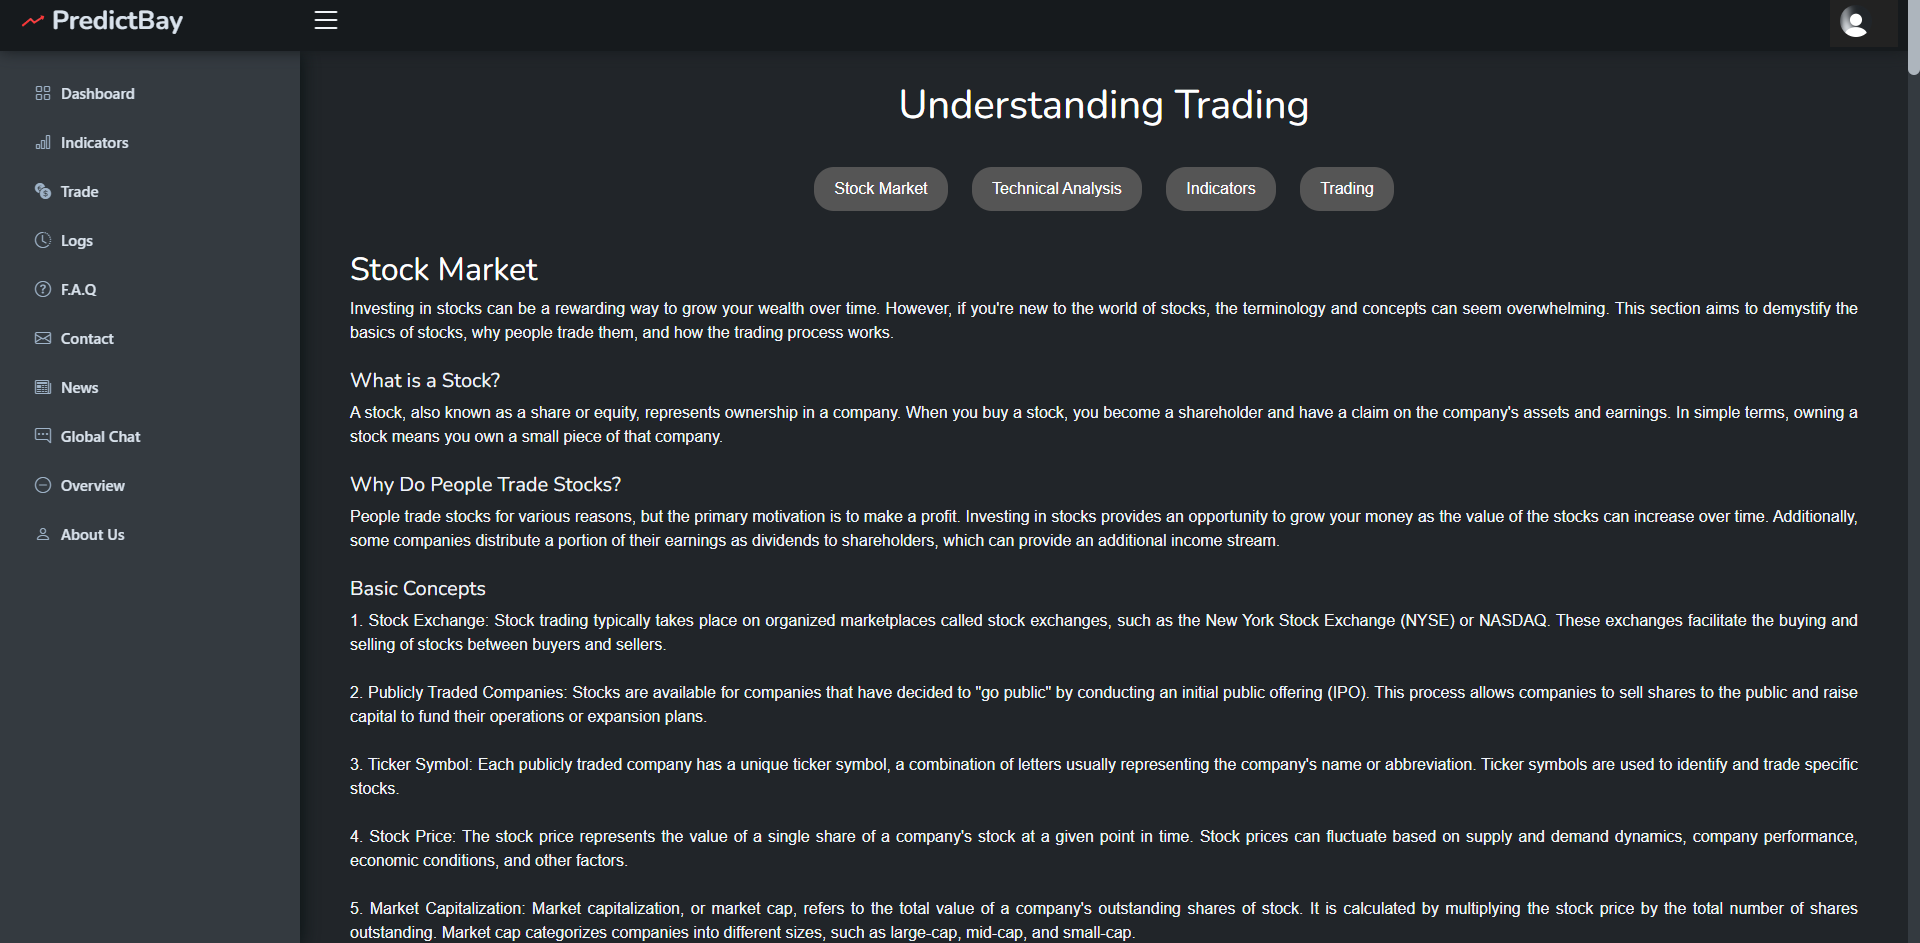 PredictBay
Dashboard
Indicators
Trade
Logs
F.A.Q
Contact
News
Global Chat
Overview
About Us
Understanding Trading
Stock Market
Technical Analysis
Indicators
Trading
Stock Market
Investing in stocks can be a rewarding way to grow your wealth over time. However, if you're new to the world of stocks, the terminology and concepts can seem overwhelming. This section aims to demystify the
basics of stocks, why people trade them, and how the trading process works.
What is a Stock?
A stock, also known as a share or equity, represents ownership in a company. When you buy a stock, you become a shareholder and have a claim on the company's assets and earnings. In simple terms, owning a
stock means you own a small piece of that company.
Why Do People Trade Stocks?
People trade stocks for various reasons, but the primary motivation is to make a profit. Investing in stocks provides an opportunity to grow your money as the value of the stocks can increase over time. Additionally,
some companies distribute a portion of their earnings as dividends to shareholders, which can provide an additional income stream.
Basic Concepts
1. Stock Exchange: Stock trading typically takes place on organized marketplaces called stock exchanges, such as the New York Stock Exchange (NYSE) or NASDAQ. These exchanges facilitate the buying and
selling of stocks between buyers and sellers.
2. Publicly Traded Companies: Stocks are available for companies that have decided to "go public" by conducting an initial public offering (IPO). This process allows companies to sell shares to the public and raise
capital to fund their operations or expansion plans.
3. Ticker Symbol: Each publicly traded company has a unique ticker symbol, a combination of letters usually representing the company's name or abbreviation. Ticker symbols are used to identify and trade specific
stocks.
4. Stock Price: The stock price represents the value of a single share of a company's stock at a given point in time. Stock prices can fluctuate based on supply and demand dynamics, company performance,
economic conditions, and other factors.
5. Market Capitalization: Market capitalization, or market cap, refers to the total value of a company's outstanding shares of stock. It is calculated by multiplying the stock price by the total number of shares
outstanding. Market cap categorizes companies into different sizes, such as large-cap, mid-cap, and small-cap.